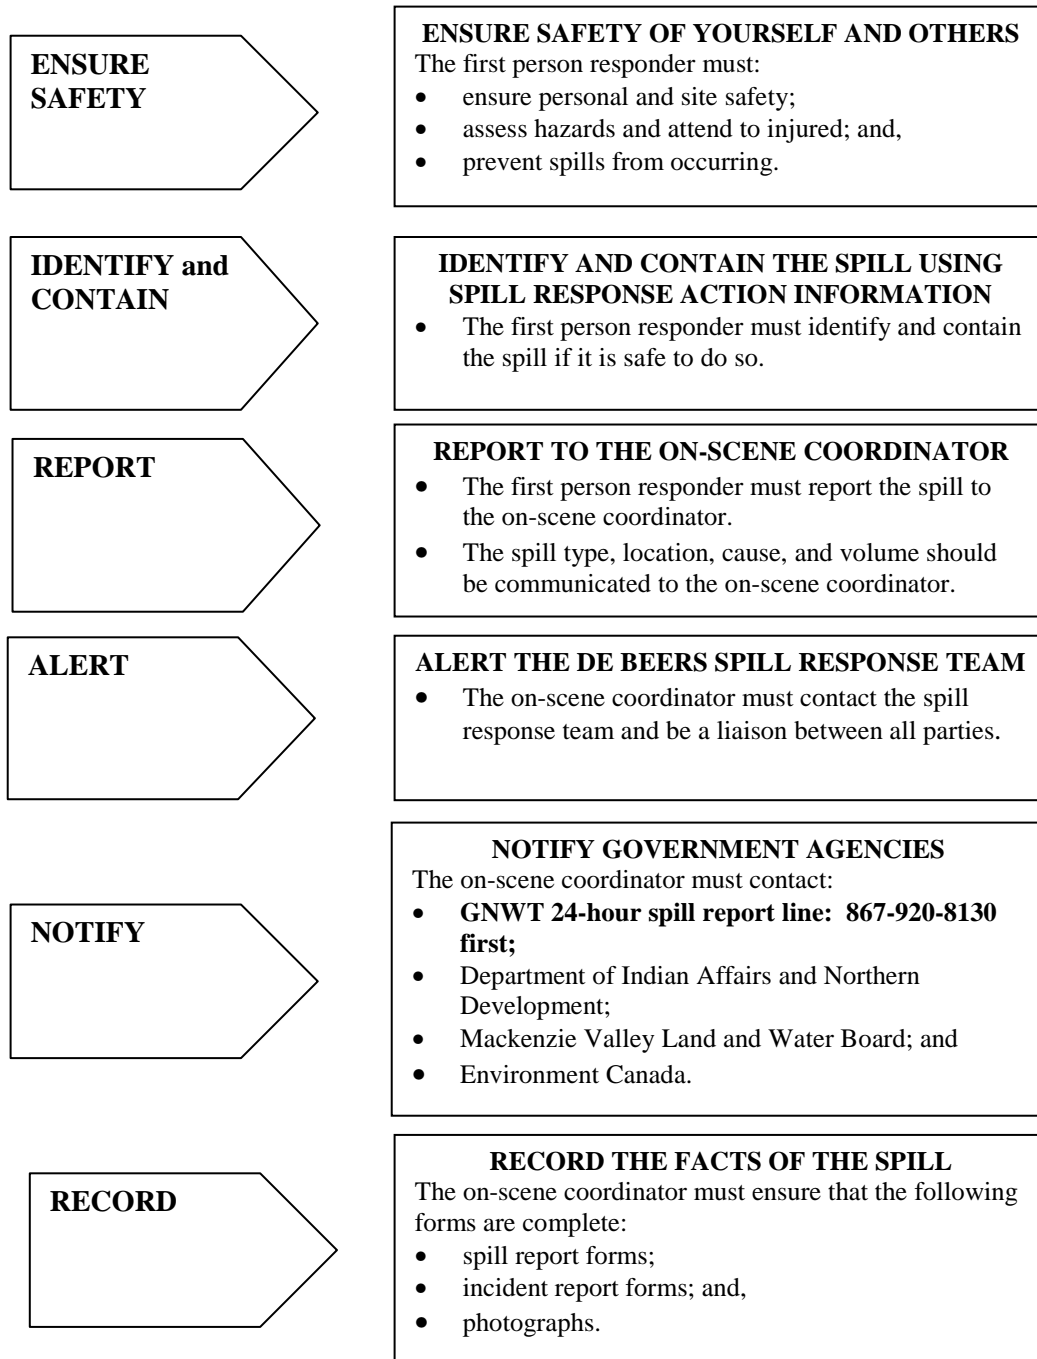 ENSURE
SAFETY
ENSURE SAFETY OF YOURSELF AND OTHERS
The first person responder must:
• ensure personal and site safety;
• assess hazards and attend to injured; and,
• prevent spills from occurring.
IDENTIFY and
CONTAIN
IDENTIFY AND CONTAIN THE SPILL USING
SPILL RESPONSE ACTION INFORMATION
• The first person responder must identify and contain
the spill if it is safe to do so.
REPORT
REPORT TO THE ON-SCENE COORDINATOR
• The first person responder must report the spill to
the on-scene coordinator.
• The spill type, location, cause, and volume should
be communicated to the on-scene coordinator.
ALERT
ALERT THE DE BEERS SPILL RESPONSE TEAM
• The on-scene coordinator must contact the spill
response team and be a liaison between all parties.
NOTIFY
NOTIFY GOVERNMENT AGENCIES
The on-scene coordinator must contact:
• GNWT 24-hour spill report line: 867-920-8130
first;
• Department of Indian Affairs and Northern
Development;
• Mackenzie Valley Land and Water Board; and
• Environment Canada.
RECORD
RECORD THE FACTS OF THE SPILL
The on-scene coordinator must ensure that the following
forms are complete:
• spill report forms;
• incident report forms; and,
• photographs.